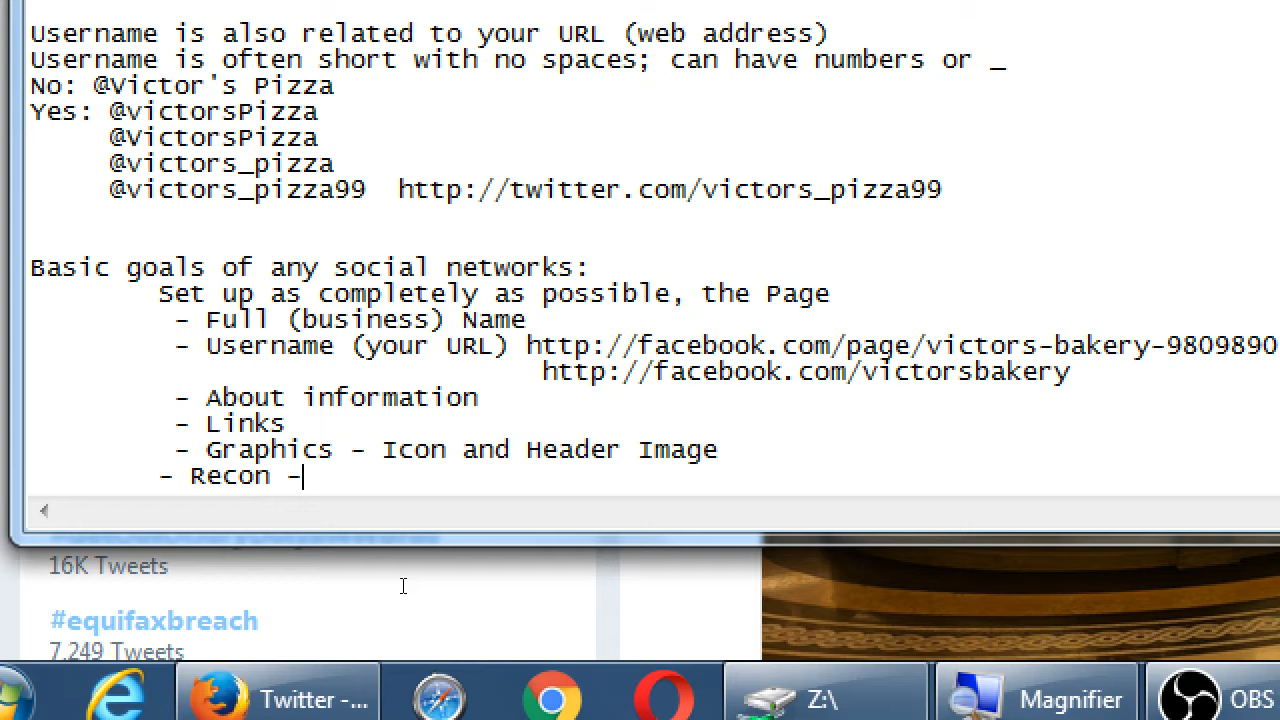 Username is also related to your URL (web address)
Username is often short with no spaces; can have numbers or _
No: @Victor's Pizza
Yes: @victorsPizza
@VictorsPizza
@victors_pizza
@victors_pizza99  http://twitter.com/victors_pizza99
Basic goals of any social networks:
Set up as completely as possible, the Page
- Full (business) Name
- Username (your URL) http://facebook.com/page/victors-bakery-9809890
http://facebook.com/victorsbakery
- About information
- Links
- Graphics - Icon and Header Image
- Recon -
16K Tweets
#equifaxbreach
7,249 Tweets
Twitter -... Z:\ Magnifier OBS